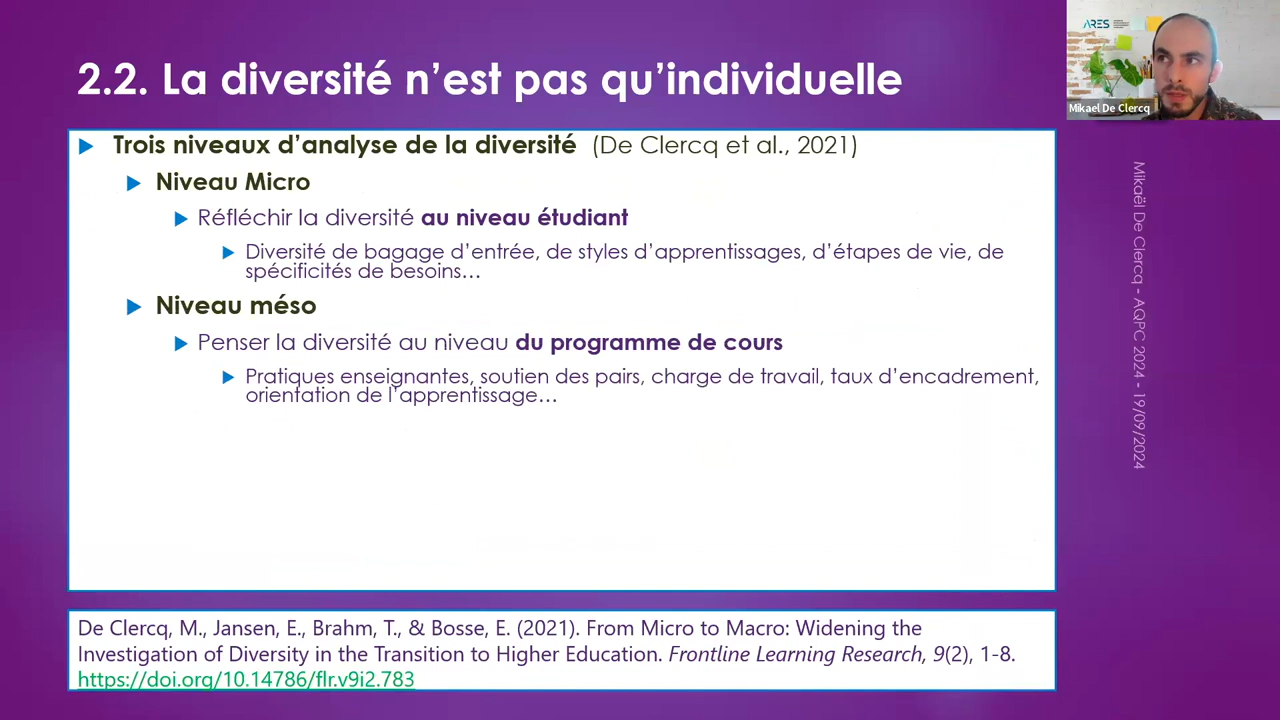 2.2. La diversité n’est pas qu’individuelle
Trois niveaux d’analyse de la diversité (De Clercq et al., 2021)
Niveau Micro
Réfléchir la diversité au niveau étudiant
Diversité de bagage d’entrée, de styles d’apprentissages, d’étapes de vie, de
spécificités de besoins…
Niveau méso
Penser la diversité au niveau du programme de cours
Pratiques enseignantes, soutien des pairs, charge de travail, taux d’encadrement,
orientation de l’apprentissage…
De Clercq, M., Jansen, E., Brahm, T., & Bosse, E. (2021). From Micro to Macro: Widening the
Investigation of Diversity in the Transition to Higher Education. Frontline Learning Research, 9(2), 1-8.
https://doi.org/10.14786/flr.v9i2.783
ARES
Mikael De Clercq
Mikaël De Clercq - AQPC 2024 - 19/09/2024